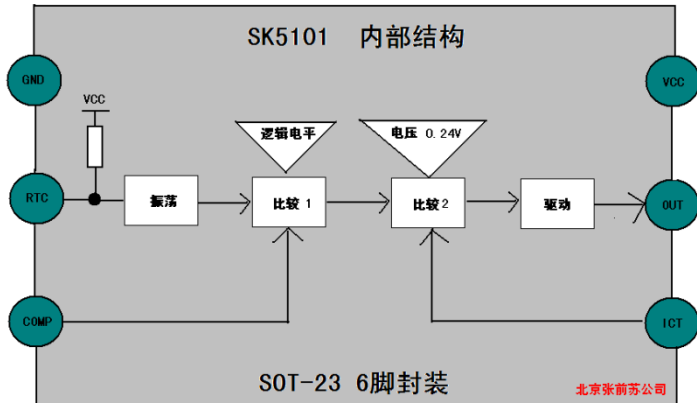 SK5101 内部结构
GND
VCC
VCC
逻辑电平
电压 0.24V
RTC
振荡
比较 1
比较 2
驱动
OUT
COMP
ICT
SOT-23 6脚封装
北京张前苏公司